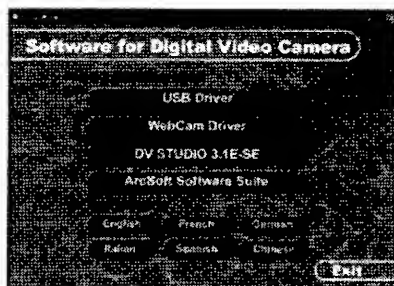 Software for Digital Video Camera
USB Driver
WebCam Driver
DV STUDIO 3.1E-SE
ArcSoft Software Suite
English French German
Italian Spanish Chinese
Exit